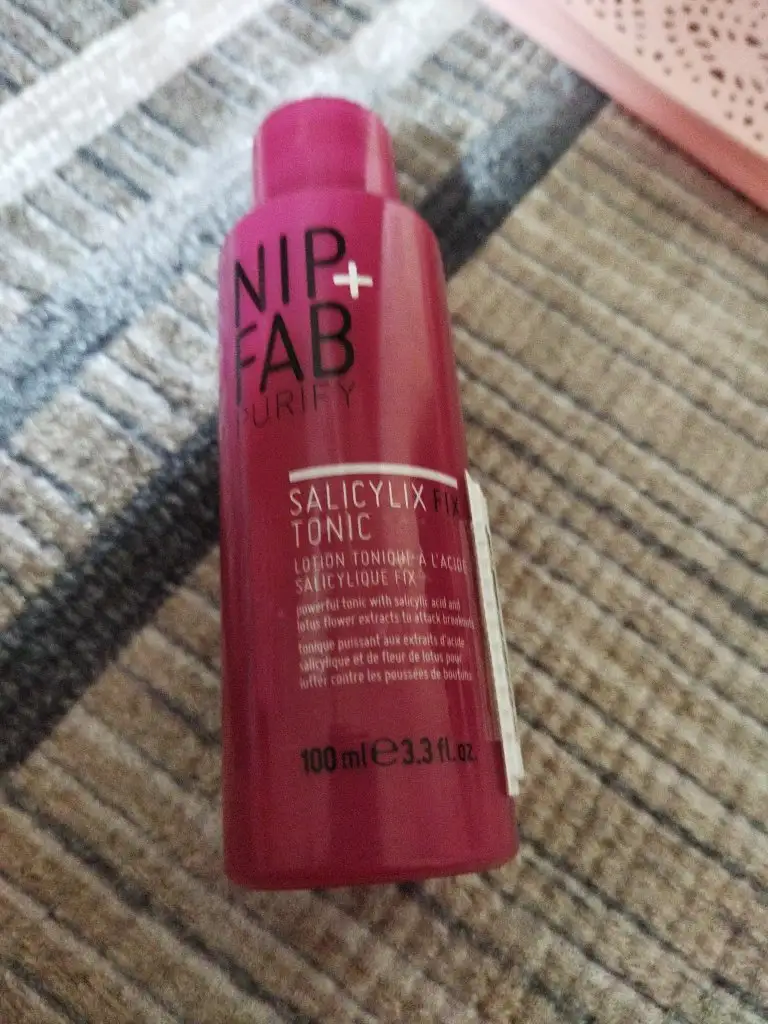 NIP+
FAB
PURIFY
SALICYLIX FIX
TONIC
LOTION TONIQUE À L'ACIDE
SALICYLIQUE FIX
powerful tonic with salicylic acid and
lotus flower extracts to attack breakouts
tonique puissant aux extraits d'acide
salicylique et de fleur de lotus pour
lutter contre les poussées de boutons
100 ml e 3.3 fl. oz.